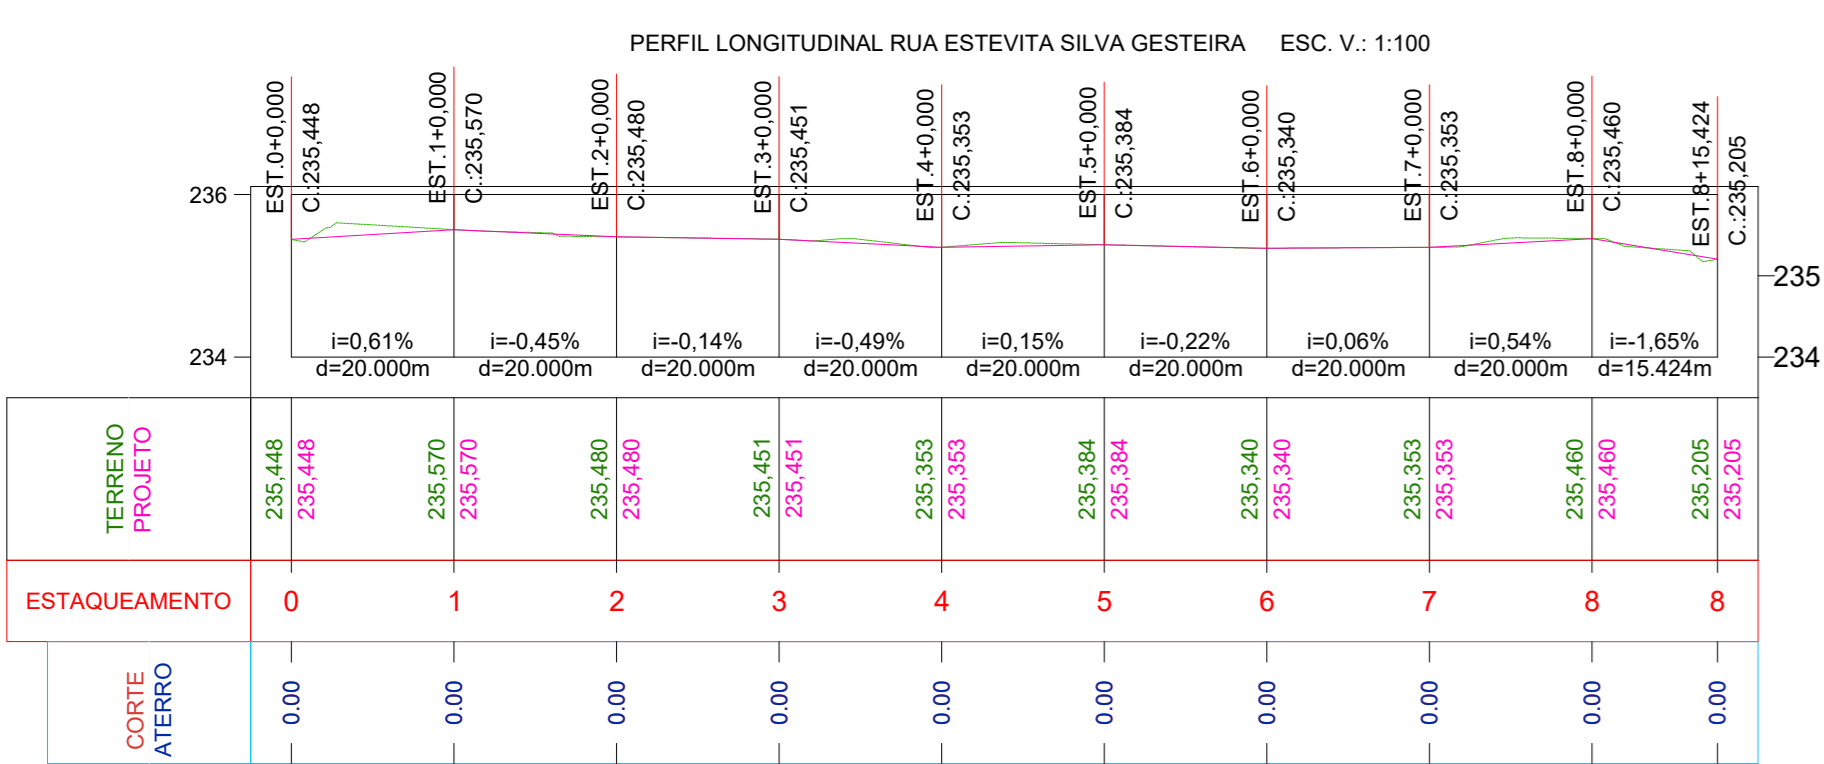 PERFIL LONGITUDINAL RUA ESTEVITA SILVA GESTEIRA ESC. V.: 1:100
EST.0+0,000
C.:235,448
EST.1+0,000
C.:235,570
EST.2+0,000
C.:235,480
EST.3+0,000
C.:235,451
EST.4+0,000
C.:235,353
EST.5+0,000
C.:235,384
EST.6+0,000
C.:235,340
EST.7+0,000
C.:235,353
EST.8+0,000
C.:235,460
EST.8+15,424
C.:235,205
236
235
234
i=0,61%
d=20.000m
i=-0,45%
d=20.000m
i=-0,14%
d=20.000m
i=-0,49%
d=20.000m
i=0,15%
d=20.000m
i=-0,22%
d=20.000m
i=0,06%
d=20.000m
i=0,54%
d=20.000m
i=-1,65%
d=15.424m
234
TERRENO
PROJETO
235,448
235,448
235,570
235,570
235,480
235,480
235,451
235,451
235,353
235,353
235,384
235,384
235,340
235,340
235,353
235,353
235,460
235,460
235,205
235,205
ESTAQUEAMENTO 0 1 2 3 4 5 6 7 8 8
CORTE
ATERRO
0.00
0.00
0.00
0.00
0.00
0.00
0.00
0.00
0.00
0.00